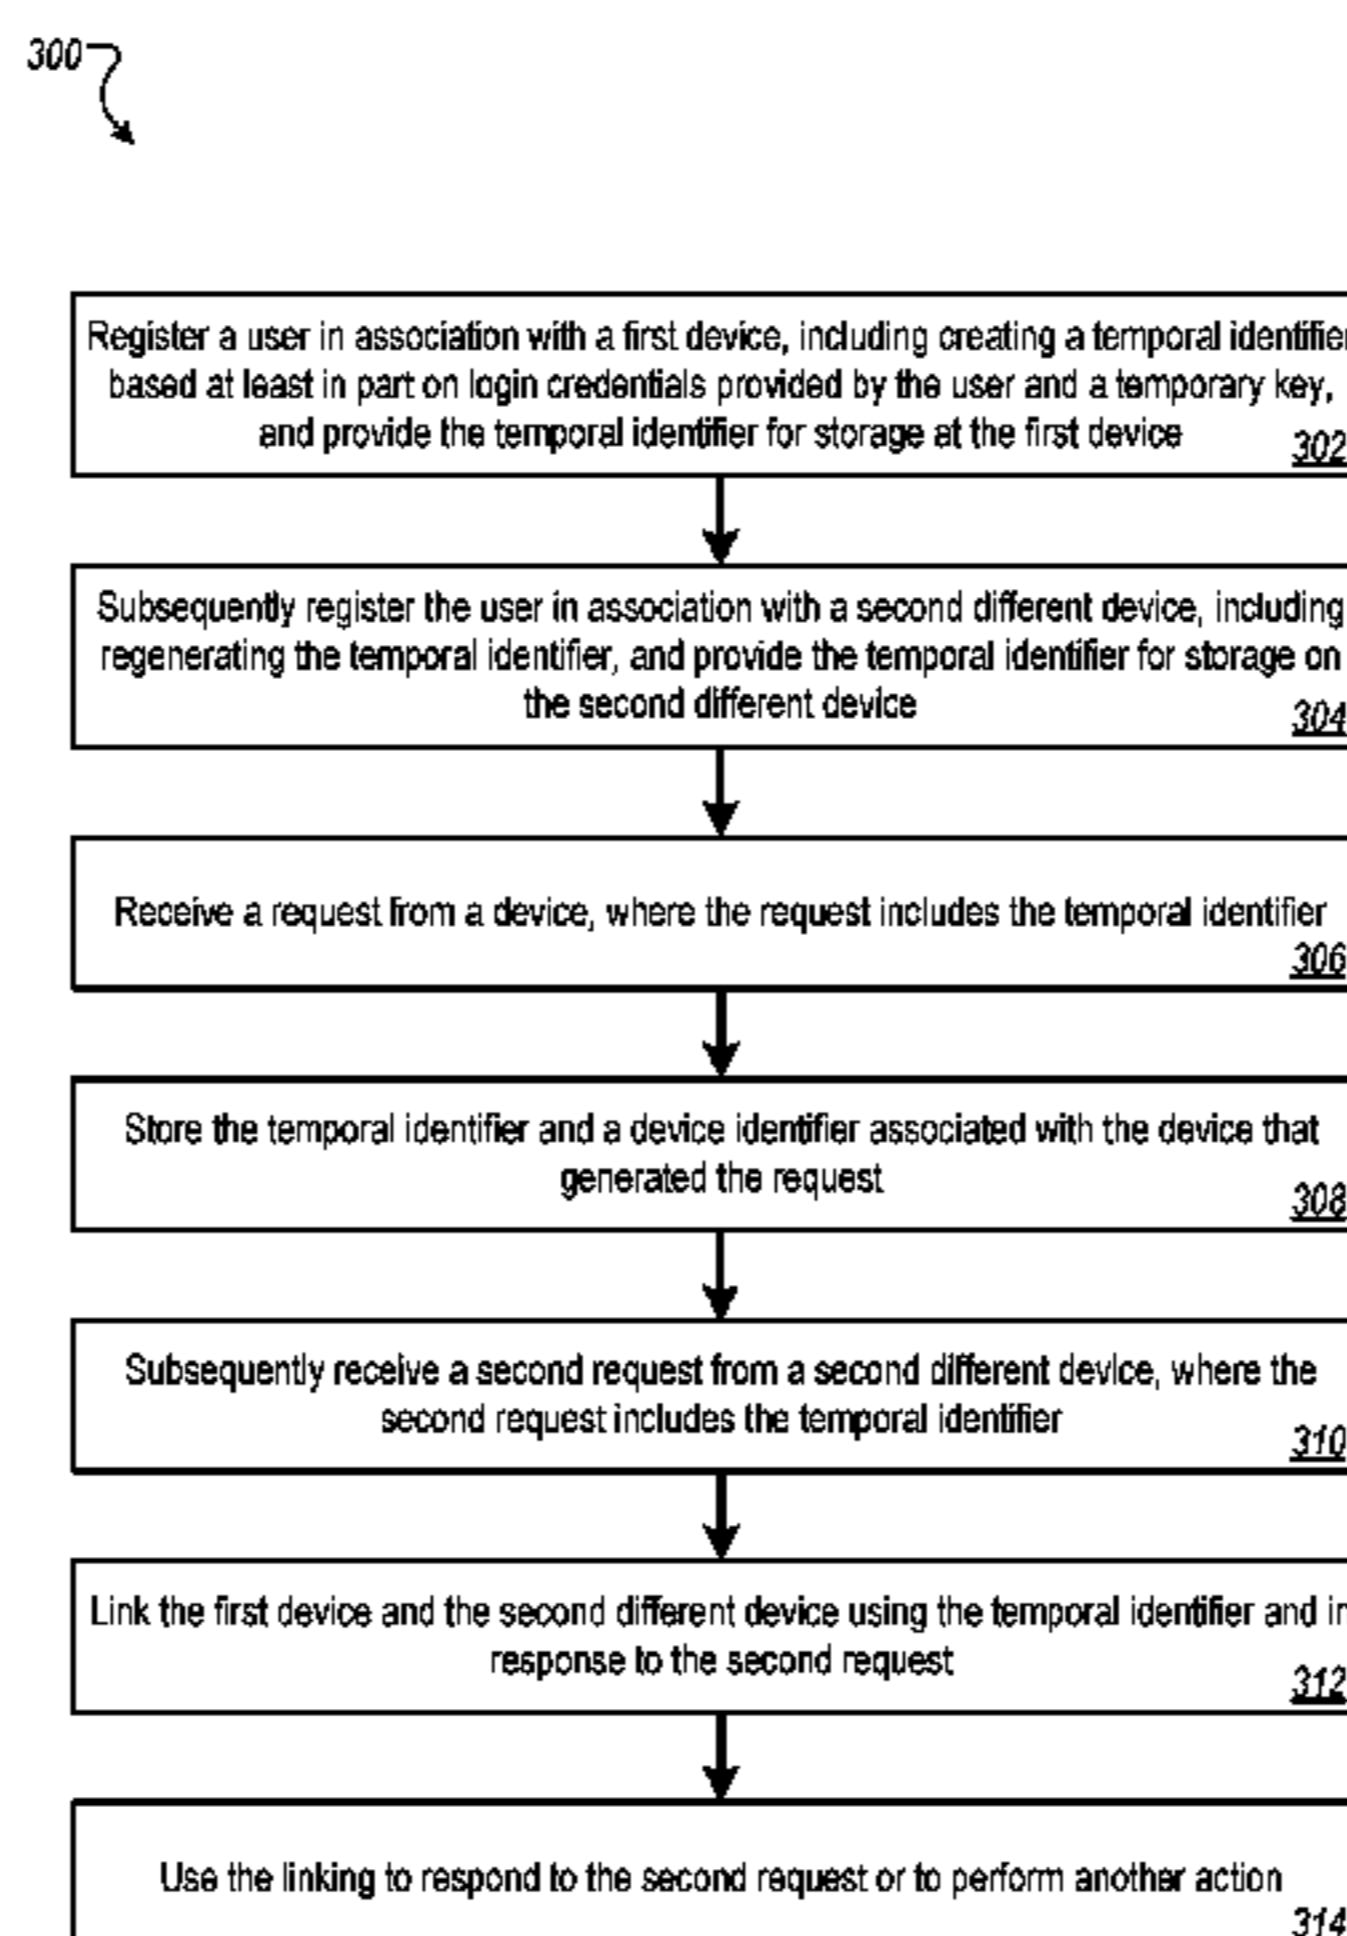 300
Register a user in association with a first device, including creating a temporal identifier
based at least in part on login credentials provided by the user and a temporary key,
and provide the temporal identifier for storage at the first device
302
Subsequently register the user in association with a second different device, including
regenerating the temporal identifier, and provide the temporal identifier for storage on
the second different device
304
Receive a request from a device, where the request includes the temporal identifier
306
Store the temporal identifier and a device identifier associated with the device that
generated the request
308
Subsequently receive a second request from a second different device, where the
second request includes the temporal identifier
310
Link the first device and the second different device using the temporal identifier and in
response to the second request
312
Use the linking to respond to the second request or to perform another action
314